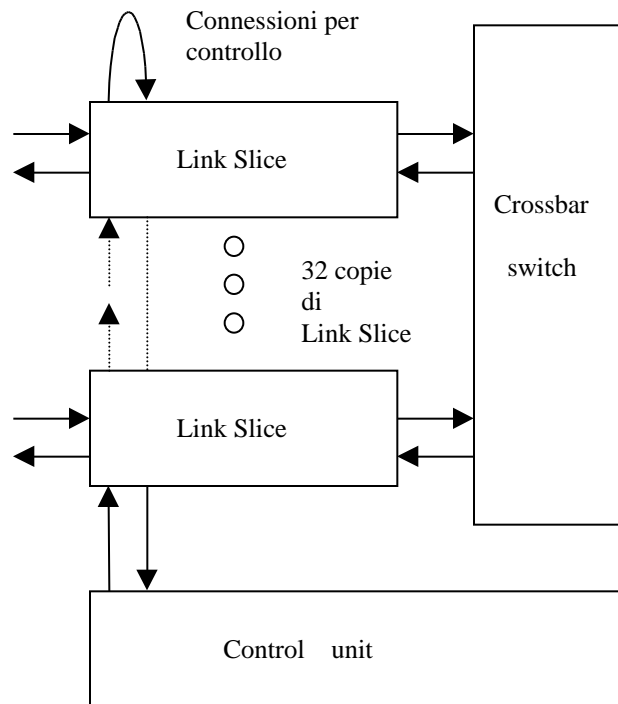 Connessioni per
controllo
Link Slice
Crossbar
switch
32 copie
di
Link Slice
Link Slice
Control unit